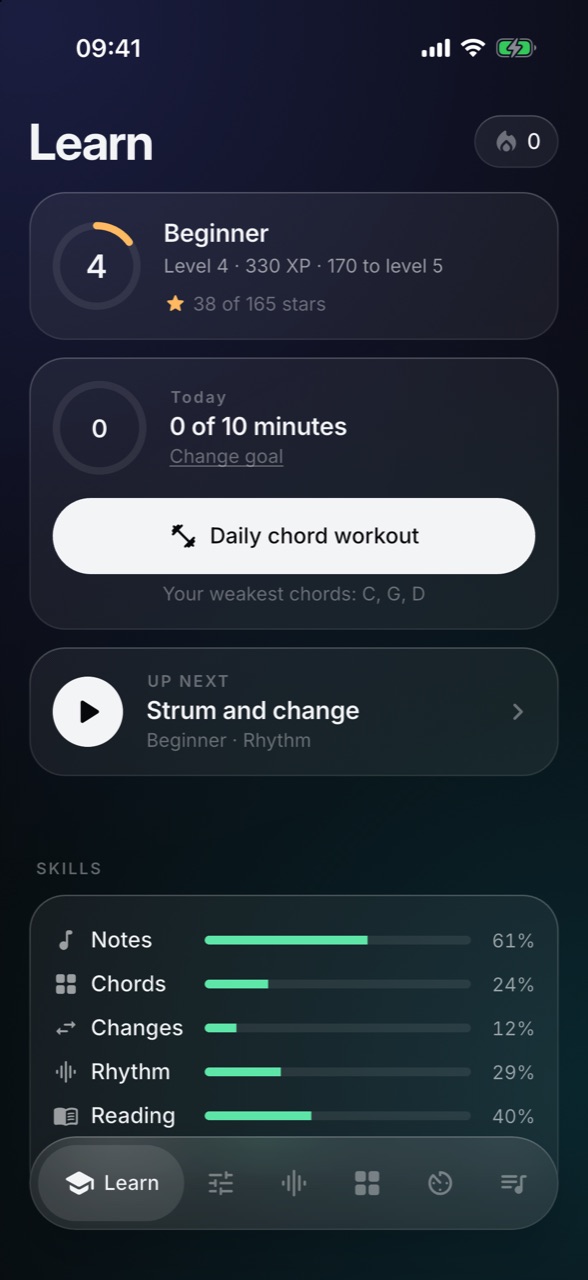 09:41
Learn
0
4
Beginner
Level 4 · 330 XP · 170 to level 5
38 of 165 stars
0
Today
0 of 10 minutes
Change goal
Daily chord workout
Your weakest chords: C, G, D
UP NEXT
Strum and change
Beginner · Rhythm
SKILLS
Notes 61%
Chords 24%
Changes 12%
Rhythm 29%
Reading 40%
Learn